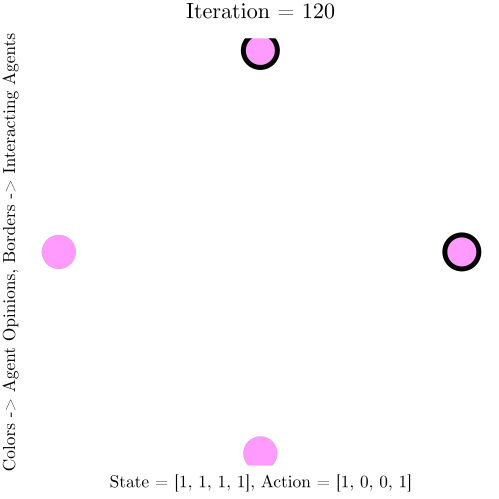 Iteration = 120
Colors -> Agent Opinions, Borders -> Interacting Agents
State = [1, 1, 1, 1], Action = [1, 0, 0, 1]